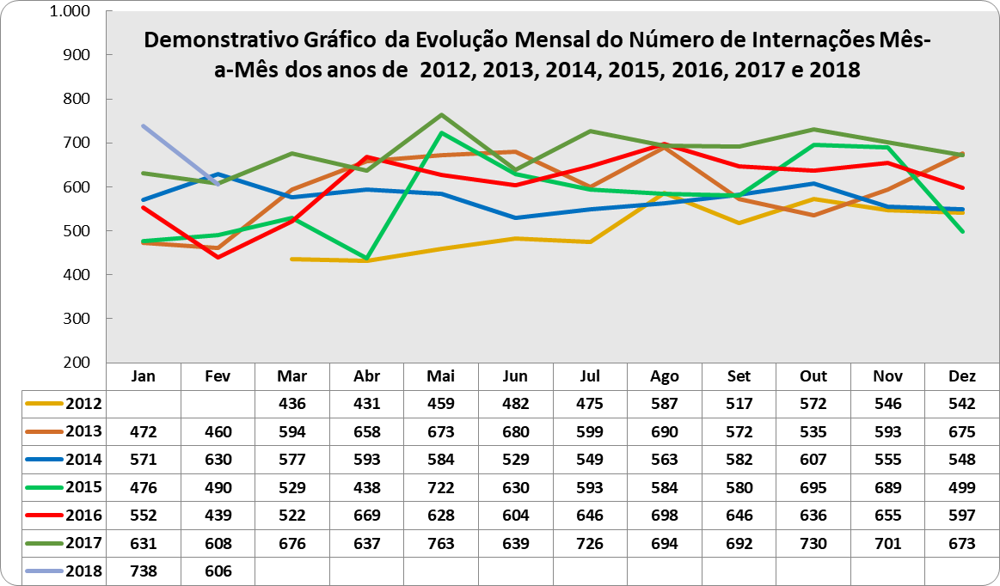 1.000
Demonstrativo Gráfico da Evolução Mensal do Número de Internações Mês-
a-Mês dos anos de 2012, 2013, 2014, 2015, 2016, 2017 e 2018
900
800
700
600
500
400
300
200
Jan Fev Mar Abr Mai Jun Jul Ago Set Out Nov Dez
2012 436 431 459 482 475 587 517 572 546 542
2013 472 460 594 658 673 680 599 690 572 535 593 675
2014 571 630 577 593 584 529 549 563 582 607 555 548
2015 476 490 529 438 722 630 593 584 580 695 689 499
2016 552 439 522 669 628 604 646 698 646 636 655 597
2017 631 608 676 637 763 639 726 694 692 730 701 673
2018 738 606